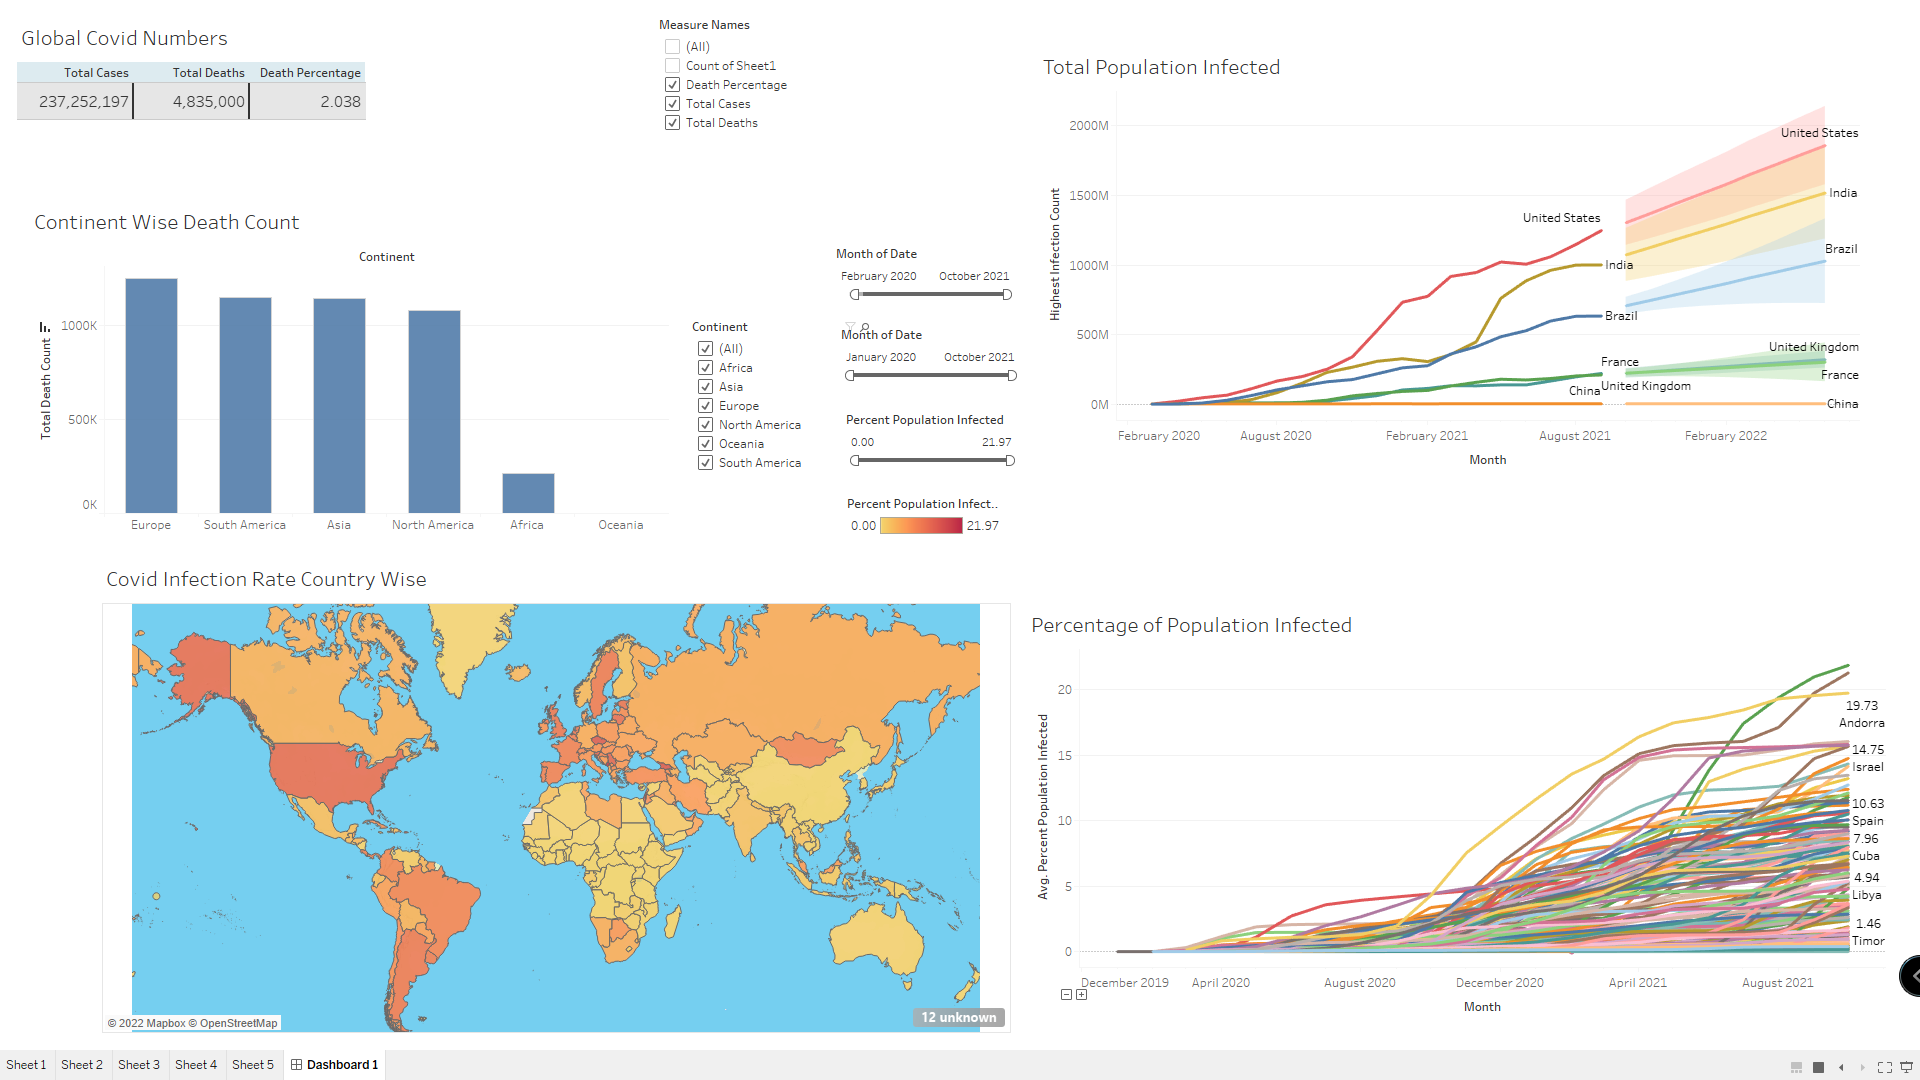 Global Covid Numbers
Total Cases Total Deaths Death Percentage
237,252,197 4,835,000 2.038
Measure Names
(All)
Count of Sheet1
Death Percentage
Total Cases
Total Deaths
Continent Wise Death Count
Continent
Total Death Count
1000K
500K
0K
Europe South America Asia North America Africa Oceania
Continent
(All)
Africa
Asia
Europe
North America
Oceania
South America
Month of Date
February 2020 October 2021
Month of Date
January 2020 October 2021
Percent Population Infected
0.00 21.97
Percent Population Infect..
0.00 21.97
Total Population Infected
Highest Infection Count
2000M
1500M
1000M
500M
0M
United States
India
Brazil
France
United Kingdom
China
United States
India
Brazil
United Kingdom
France
China
February 2020 August 2020 February 2021 August 2021 February 2022
Month
Covid Infection Rate Country Wise
© 2022 Mapbox © OpenStreetMap
12 unknown
Percentage of Population Infected
Avg. Percent Population Infected
20
15
10
5
0
19.73
Andorra
14.75
Israel
10.63
Spain
7.96
Cuba
4.94
Libya
1.46
Timor
December 2019 April 2020 August 2020 December 2020 April 2021 August 2021
Month
Sheet 1 Sheet 2 Sheet 3 Sheet 4 Sheet 5 Dashboard 1